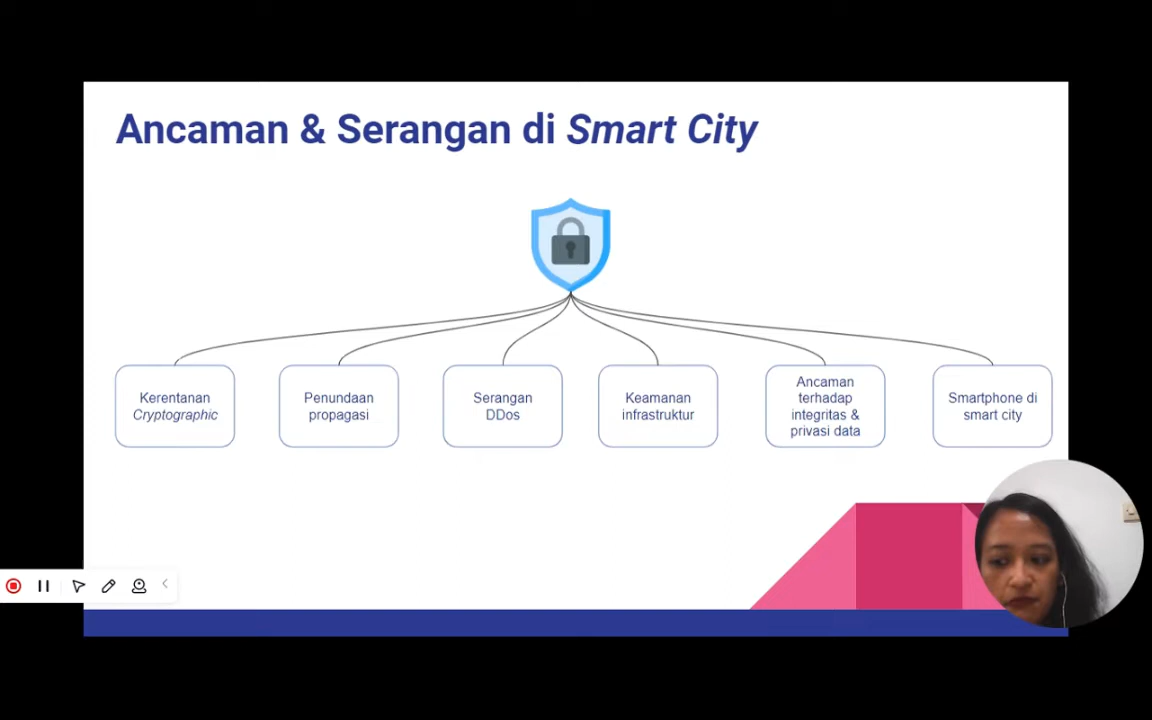 Ancaman & Serangan di Smart City
Kerentanan
Cryptographic
Penundaan
propagasi
Serangan
DDos
Keamanan
infrastruktur
Ancaman
terhadap
integritas &
privasi data
Smartphone di
smart city